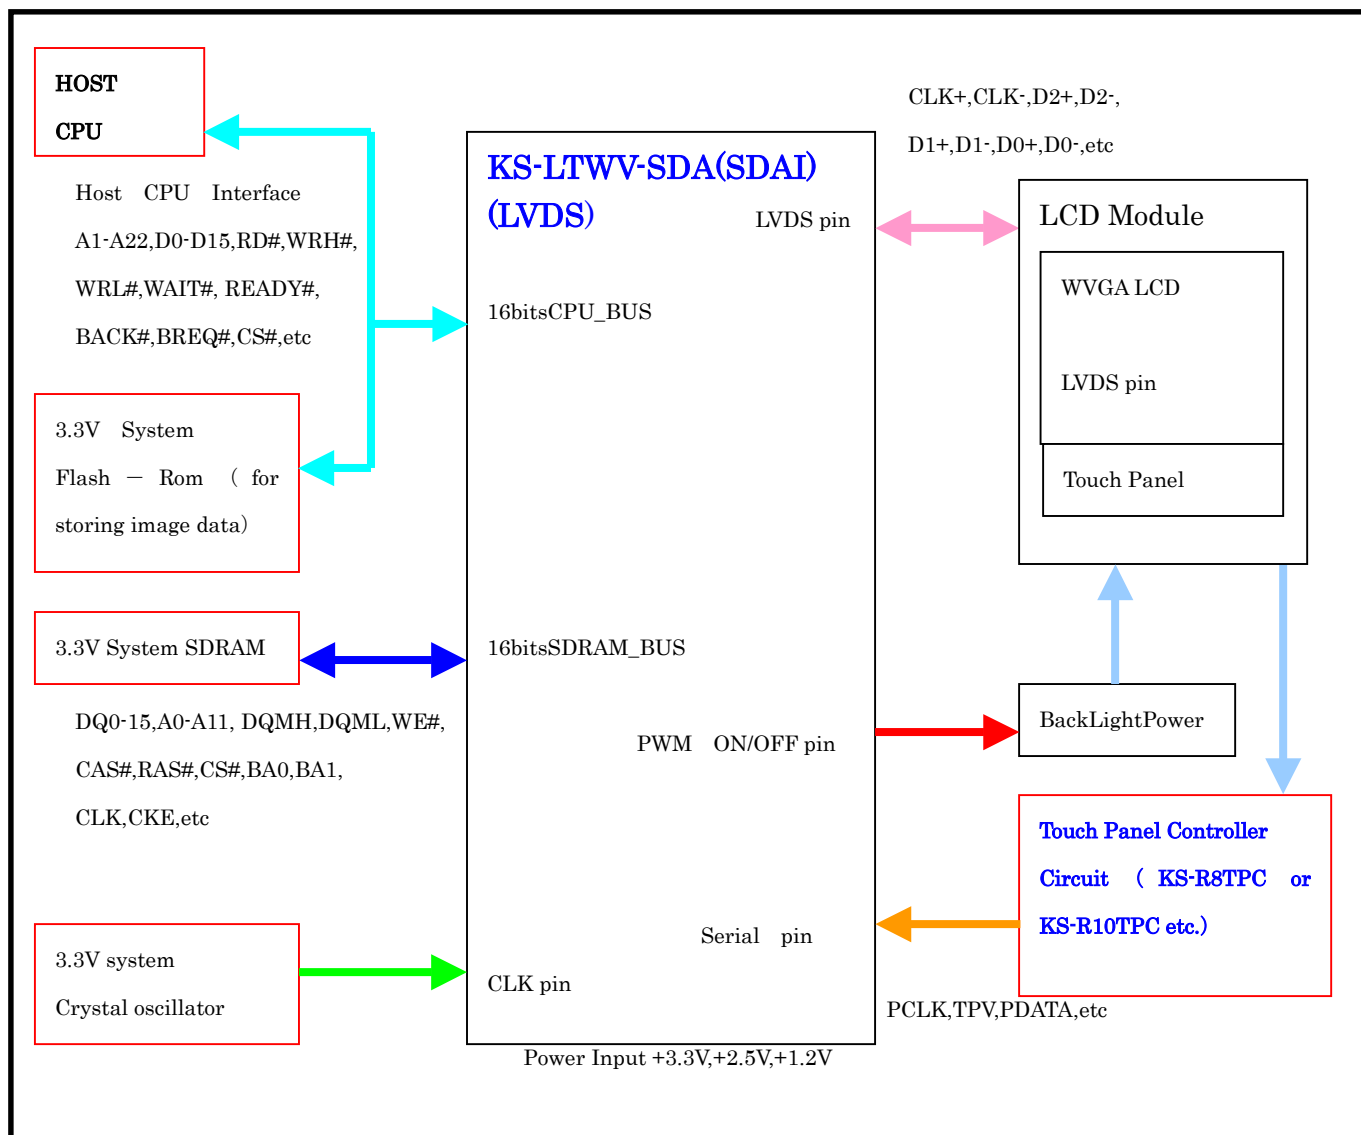 HOST
CPU
Host CPU Interface
A1-A22,D0-D15,RD#,WRH#,
WRL#,WAIT#, READY#,
BACK#,BREQ#,CS#,etc
3.3V System
Flash － Rom （ for
storing image data）
3.3V System SDRAM
DQ0-15,A0-A11, DQMH,DQML,WE#,
CAS#,RAS#,CS#,BA0,BA1,
CLK,CKE,etc
3.3V system
Crystal oscillator
KS-LTWV-SDA(SDAI)
(LVDS)
LVDS pin
16bitsCPU_BUS
16bitsSDRAM_BUS
PWM ON/OFF pin
Serial pin
CLK pin
Power Input +3.3V,+2.5V,+1.2V
CLK+,CLK-,D2+,D2-,
D1+,D1-,D0+,D0-,etc
LCD Module
WVGA LCD
LVDS pin
Touch Panel
BackLightPower
Touch Panel Controller
Circuit （ KS-R8TPC or
KS-R10TPC etc.）
PCLK,TPV,PDATA,etc